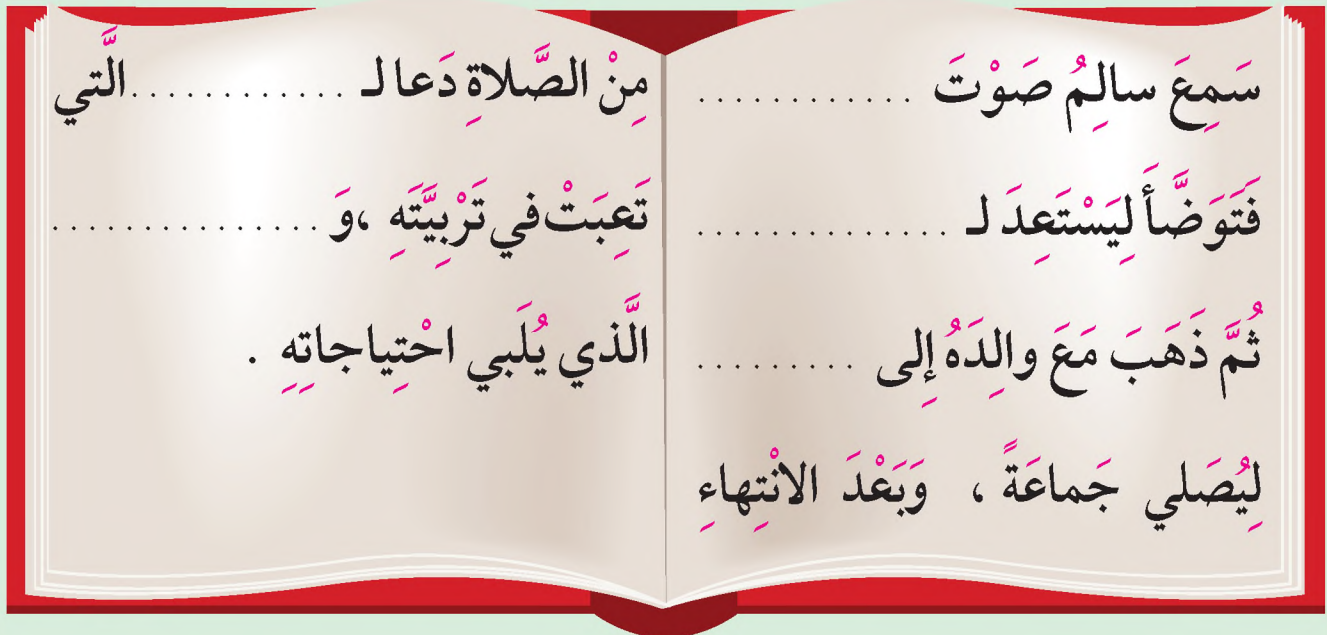 سَمِعَ سالِمُ صَوْتَ ............
فَتَوَضَّأَ لِيَسْتَعِدَ لـ ..............
ثُمَّ ذَهَبَ مَعَ والِدَهُ إِلى .........
لِيُصَلي جَماعَةً ، وَبَعْدَ الانْتِهاءِ
مِنْ الصَّلاةِ دَعا لـ ............الَّتي
تَعِبَتْ في تَرْبِيَّتَهِ ،وَ ...............
الَّذي يُلَبي احْتِياجاتِهِ .